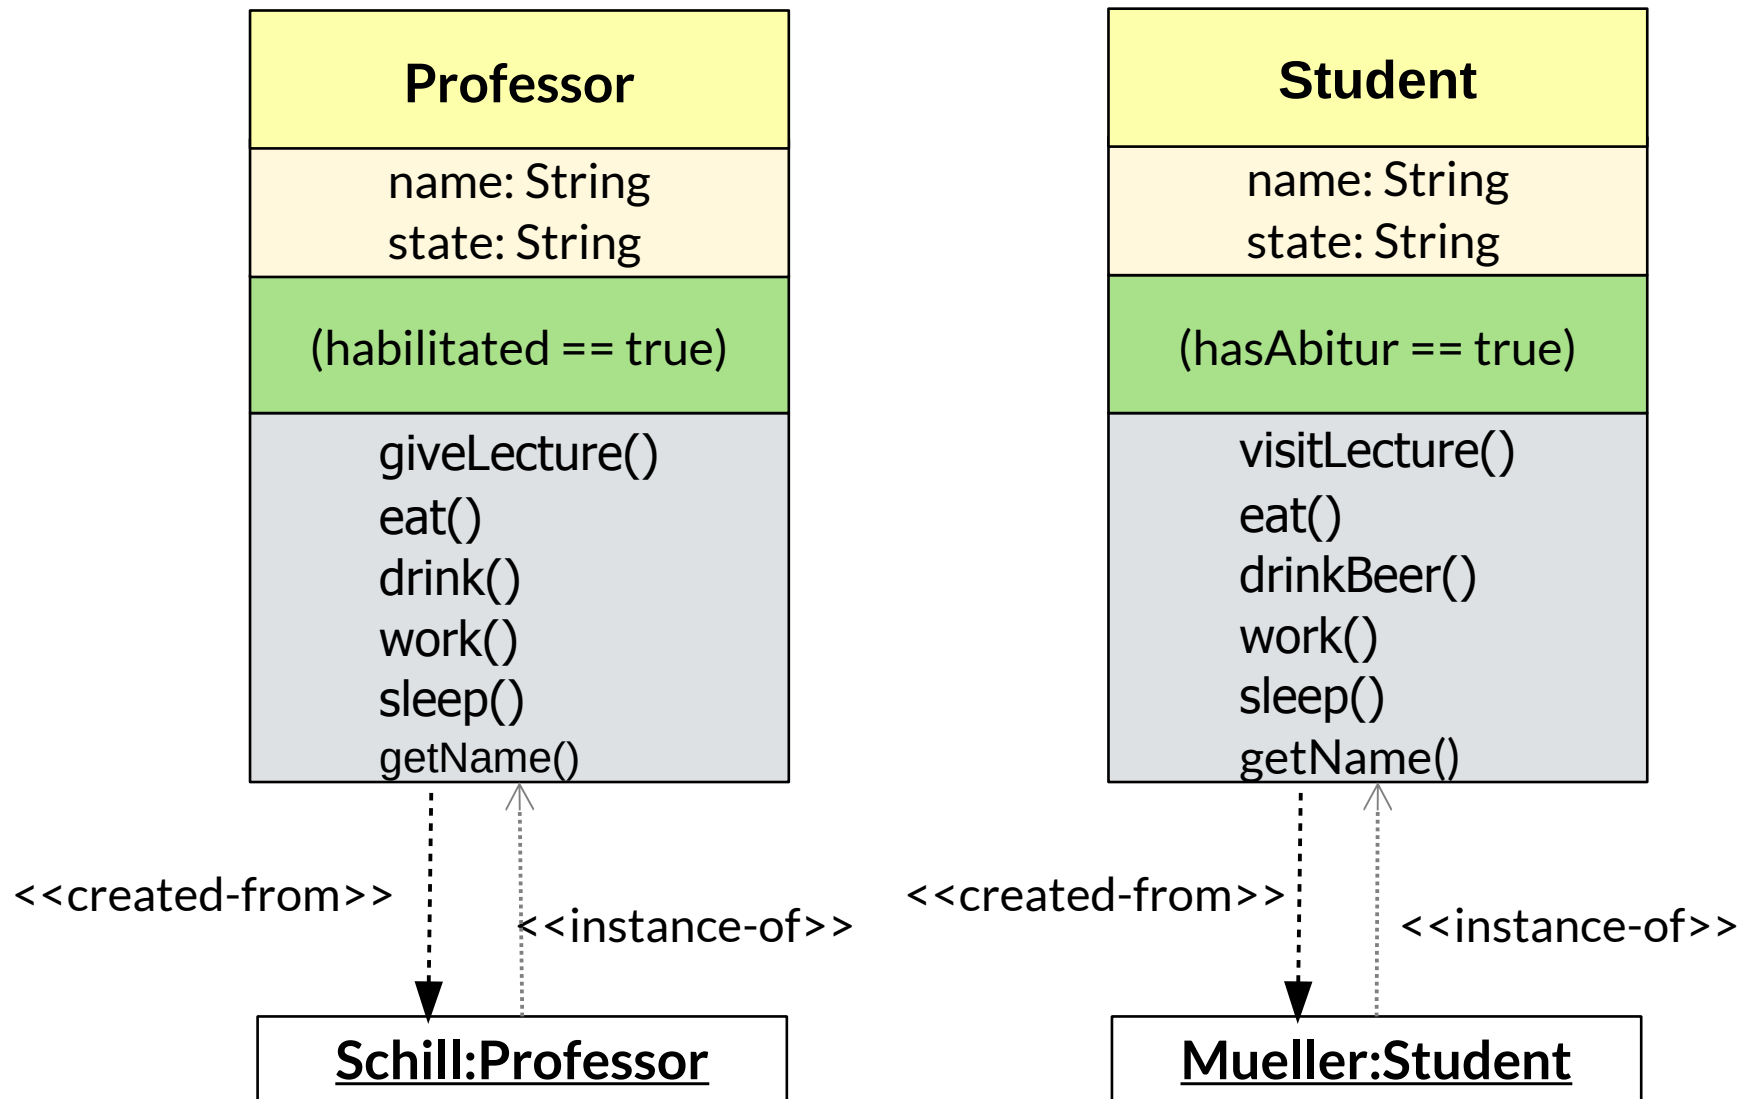 Professor
name: String
state: String
(habilitated == true)
giveLecture()
eat()
drink()
work()
sleep()
getName()
<<created-from>>
<<instance-of>>
Schill:Professor
Student
name: String
state: String
(hasAbitur == true)
visitLecture()
eat()
drinkBeer()
work()
sleep()
getName()
<<created-from>>
<<instance-of>>
Mueller:Student